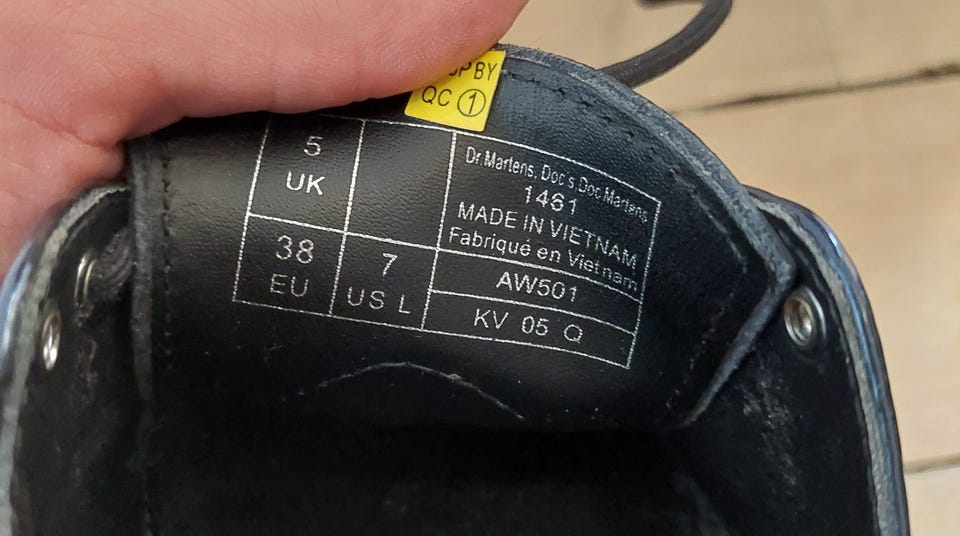 BY
QC 1
5
UK
38
EU
7
US L
Dr.Martens, Doc's, Doc Martens
1461
MADE IN VIETNAM
Fabriqué en Vietnam
AW501
KV 05 Q